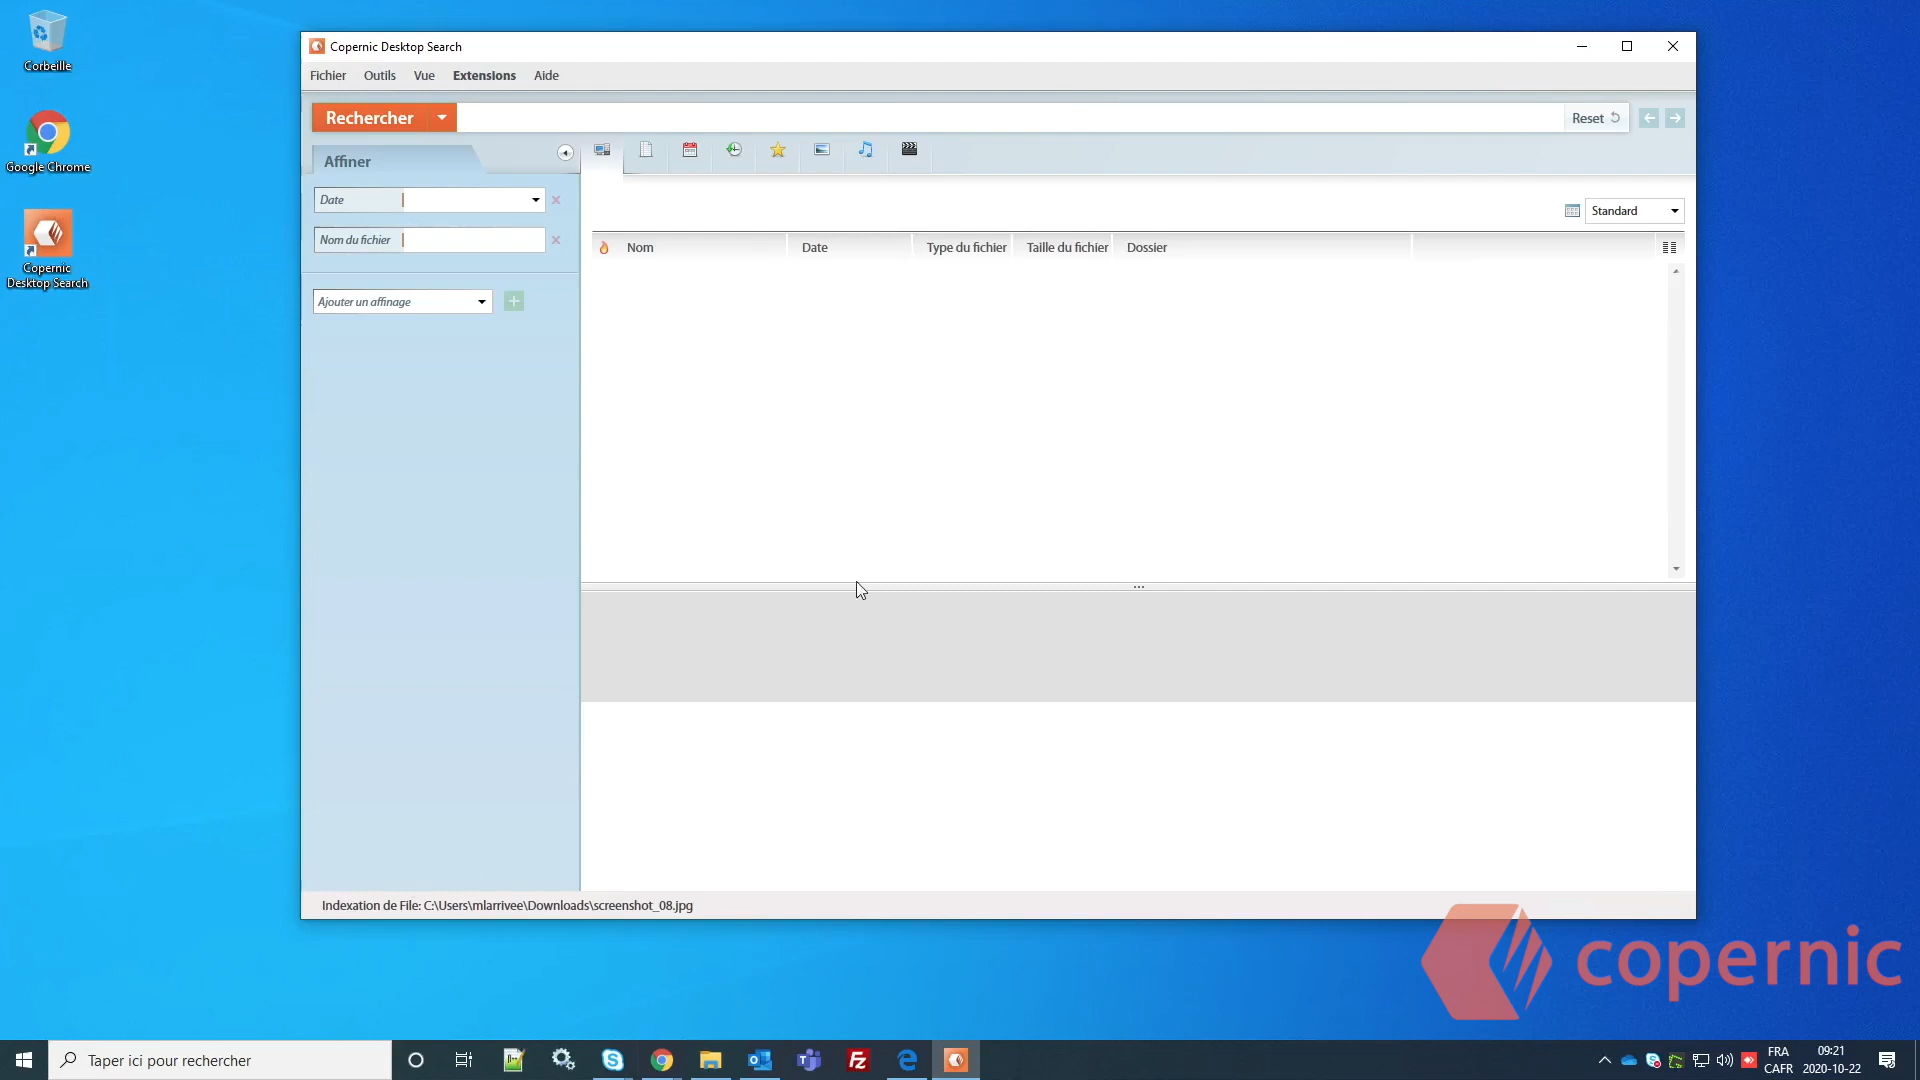 Corbeille
Google Chrome
Copernic
Desktop Search
Copernic Desktop Search
Fichier Outils Vue Extensions Aide
Rechercher Reset
Affiner
Date
Nom du fichier
Ajouter un affinage
Standard
Nom Date Type du fichier Taille du fichier Dossier
Indexation de File: C:\Users\mlarrivee\Downloads\screenshot_08.jpg
copernic
Taper ici pour rechercher
FRA
CAFR
09:21
2020-10-22